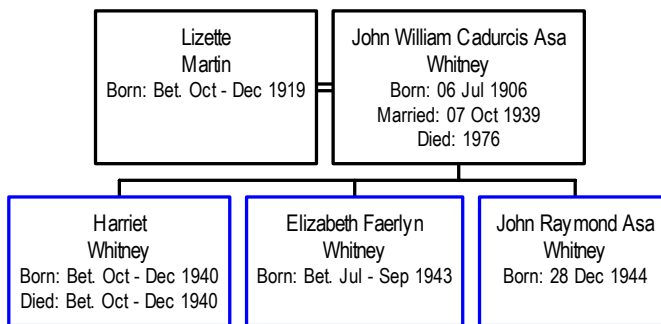 Lizette
Martin
Born: Bet. Oct - Dec 1919
John William Cadurcis Asa
Whitney
Born: 06 Jul 1906
Married: 07 Oct 1939
Died: 1976
Harriet
Whitney
Born: Bet. Oct - Dec 1940
Died: Bet. Oct - Dec 1940
Elizabeth Faerlyn
Whitney
Born: Bet. Jul - Sep 1943
John Raymond Asa
Whitney
Born: 28 Dec 1944